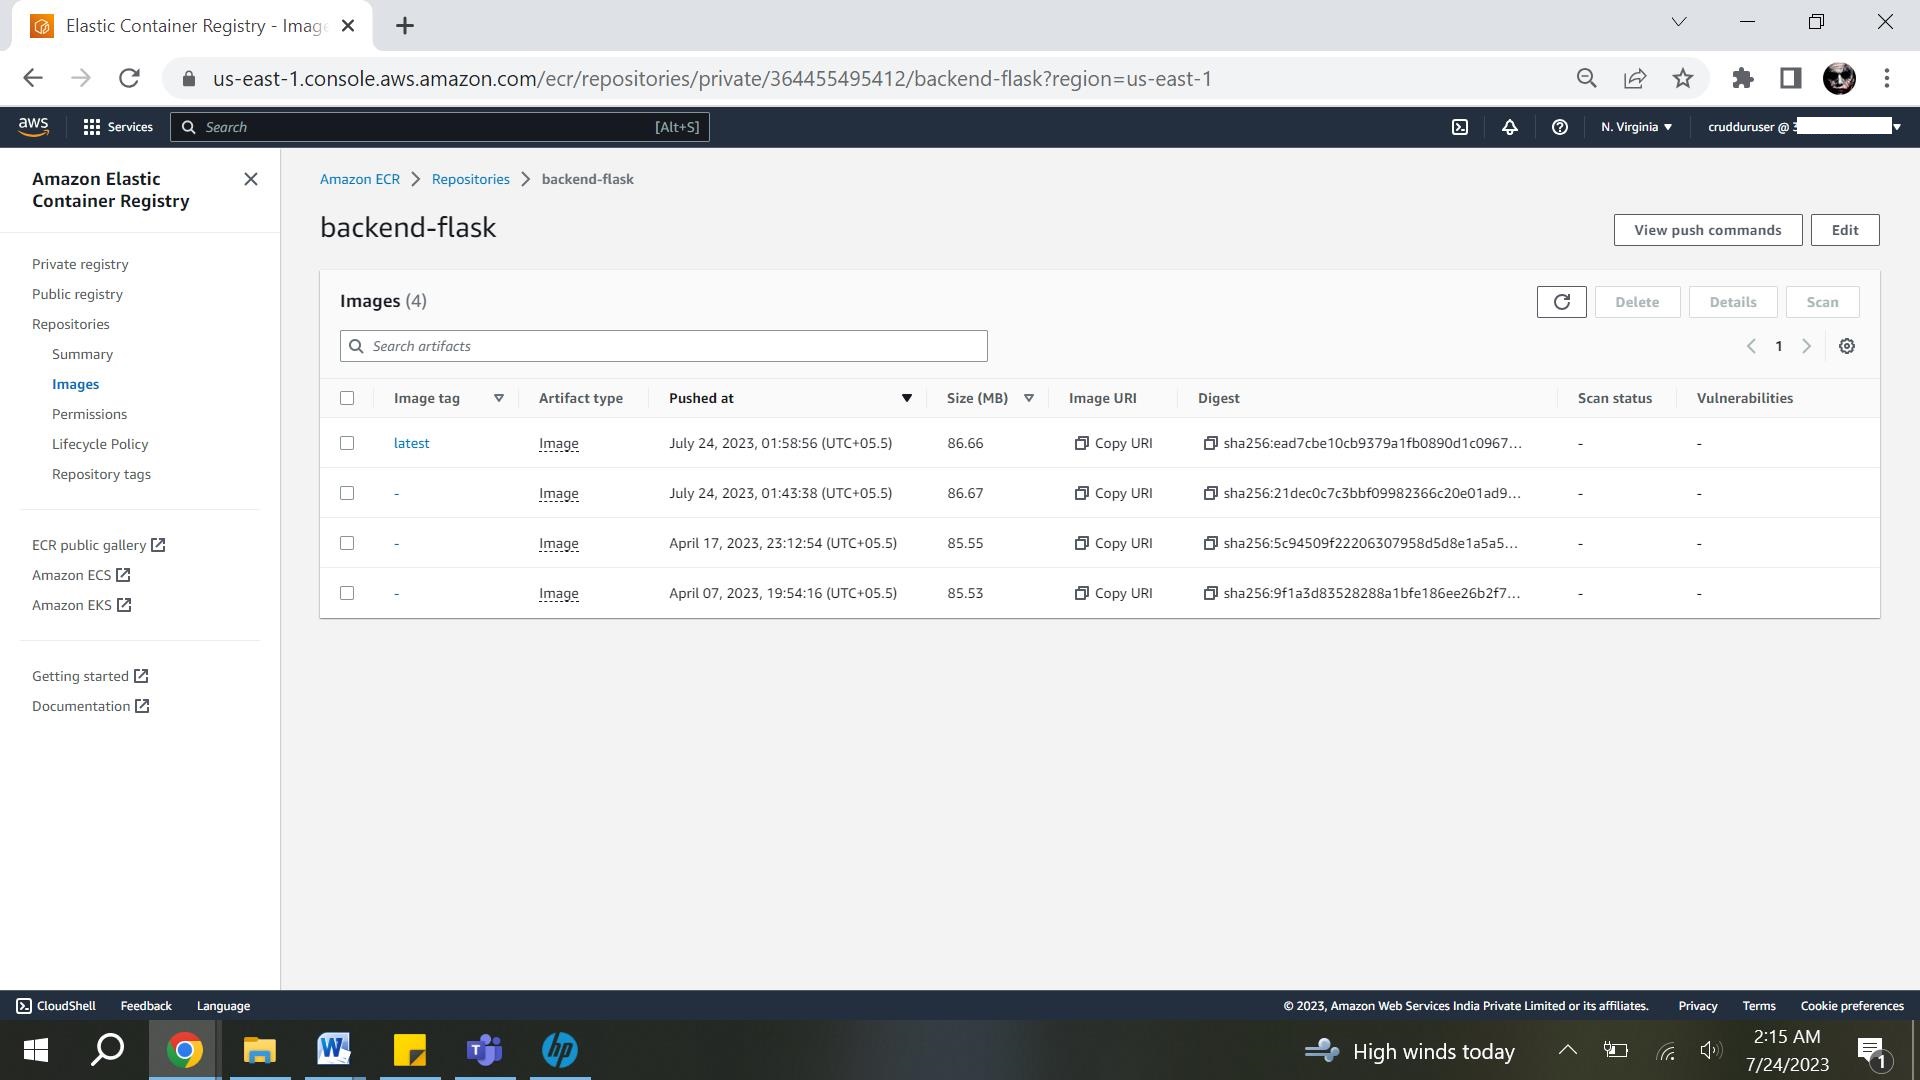 Elastic Container Registry - Imag
us-east-1.console.aws.amazon.com/ecr/repositories/private/364455495412/backend-flask?region=us-east-1
aws Services Search [Alt+S] N. Virginia crudduruser @ 3
Amazon Elastic Container Registry
Private registry
Public registry
Repositories
Summary
Images
Permissions
Lifecycle Policy
Repository tags
ECR public gallery
Amazon ECS
Amazon EKS
Getting started
Documentation
Amazon ECR > Repositories > backend-flask
backend-flask
View push commands Edit
Images (4)
Delete Details Scan
Search artifacts
1
Image tag Artifact type Pushed at Size (MB) Image URI Digest Scan status Vulnerabilities
latest Image July 24, 2023, 01:58:56 (UTC+05.5) 86.66 Copy URI sha256:ead7cbe10cb9379a1fb0890d1c0967... - -
- Image July 24, 2023, 01:43:38 (UTC+05.5) 86.67 Copy URI sha256:21dec0c7c3bbf09982366c20e01ad9... - -
- Image April 17, 2023, 23:12:54 (UTC+05.5) 85.55 Copy URI sha256:5c94509f22206307958d5d8e1a5a5... - -
- Image April 07, 2023, 19:54:16 (UTC+05.5) 85.53 Copy URI sha256:9f1a3d83528288a1bfe186ee26b2f7... - -
CloudShell Feedback Language © 2023, Amazon Web Services India Private Limited or its affiliates. Privacy Terms Cookie preferences
W T hp High winds today 2:15 AM
7/24/2023 1